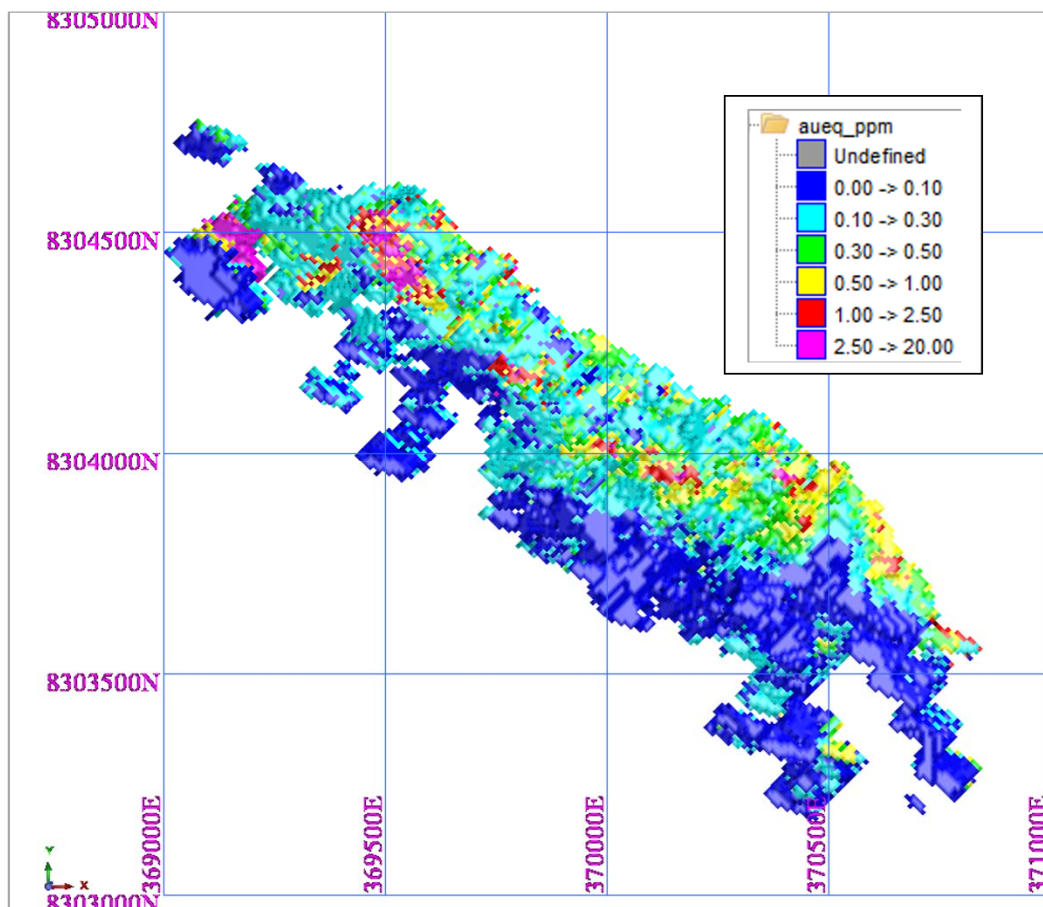 8305000N
aueq_ppm
Undefined
0.00 -> 0.10
0.10 -> 0.30
0.30 -> 0.50
0.50 -> 1.00
1.00 -> 2.50
2.50 -> 20.00
8304500N
8304000N
8303500N
369000E
369500E
370000E
370500E
371000E
Y
X
8303000N